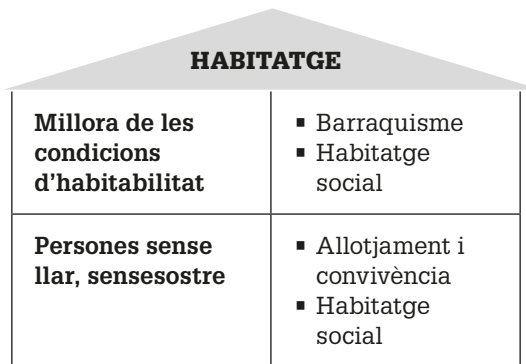 HABITATGE
Millora de les
condicions
d’habitabilitat
▪ Barraquisme
▪ Habitatge
social
Persones sense
llar, sensesostre
▪ Allotjament i
convivència
▪ Habitatge
social